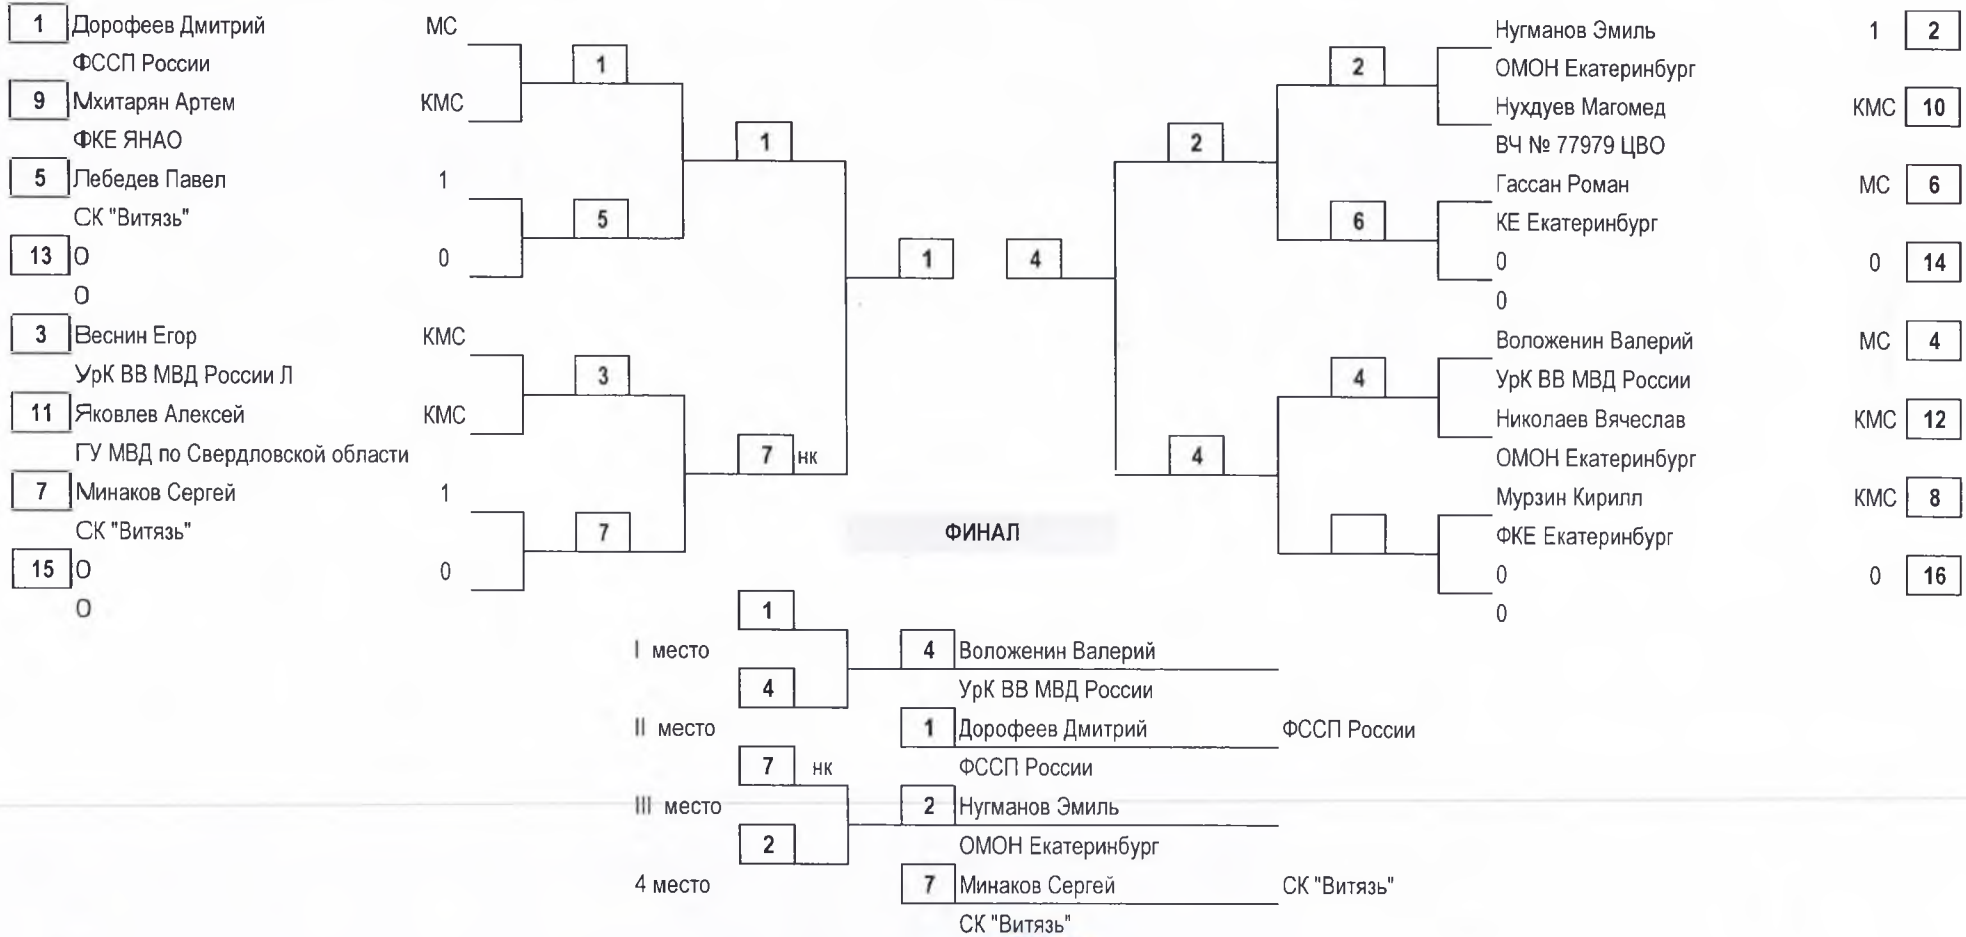 1 Дорофеев Дмитрий МС
ФССП России
9 Мхитарян Артем КМС
ФКЕ ЯНАО
5 Лебедев Павел 1
СК "Витязь"
13 0 0
0
3 Веснин Егор КМС
УрК ВВ МВД России Л
11 Яковлев Алексей КМС
ГУ МВД по Свердловской области
7 Минаков Сергей 1
СК "Витязь"
15 0 0
0
1
5
3
7
1
7 нк
1
4
2
4
2
6
4
Нугманов Эмиль 1 2
ОМОН Екатеринбург
Нухдуев Магомед КМС 10
ВЧ № 77979 ЦВО
Гассан Роман МС 6
КЕ Екатеринбург
0 0 14
0
Воложенин Валерий МС 4
УрК ВВ МВД России
Николаев Вячеслав КМС 12
ОМОН Екатеринбург
Мурзин Кирилл КМС 8
ФКЕ Екатеринбург
0 0 16
0
ФИНАЛ
1
I место 4 Воложенин Валерий
4 УрК ВВ МВД России
II место 1 Дорофеев Дмитрий ФССП России
7 нк ФССП России
III место 2 Нугманов Эмиль
2 ОМОН Екатеринбург
4 место 7 Минаков Сергей СК "Витязь"
СК "Витязь"